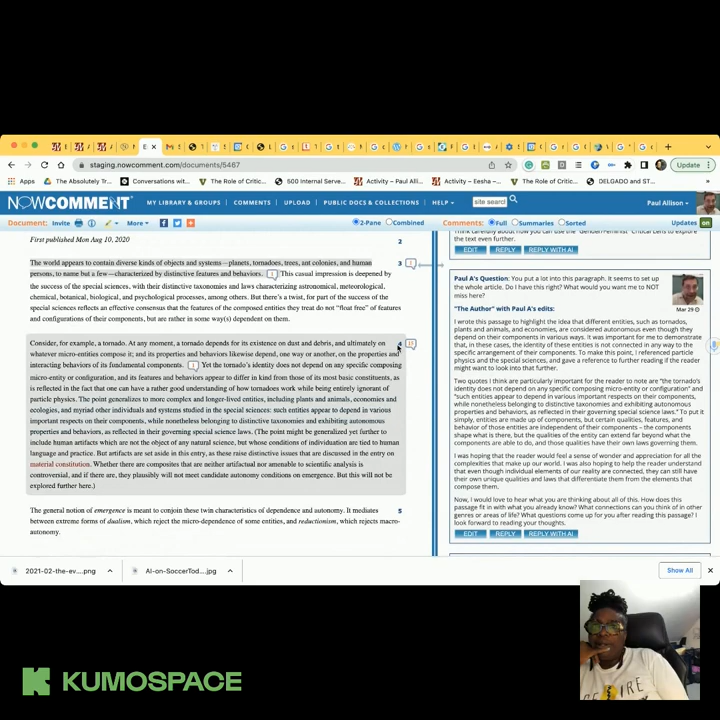 staging.nowcomment.com/documents/5467
Update
Apps
The Absolutely Tr...
Conversations wit...
The Role of Critic...
500 Internal Serve...
Activity – Paul Alli...
Activity – Eesha –...
The Role of Critic...
DELGADO and ST...
NOWCOMMENT
MY LIBRARY & GROUPS
COMMENTS
UPLOAD
PUBLIC DOCS & COLLECTIONS
HELP
site search
Paul Allison
Document: Invite
More
2-Pane
Combined
Comments:
Full
Summaries
Sorted
Updates
on
First published Mon Aug 10, 2020
2
The world appears to contain diverse kinds of objects and systems—planets, tornadoes, trees, ant colonies, and human
3
persons, to name but a few—characterized by distinctive features and behaviors. 1 This casual impression is deepened by
the success of the special sciences, with their distinctive taxonomies and laws characterizing astronomical, meteorological,
chemical, botanical, biological, and psychological processes, among others. But there's a twist, for part of the success of the
special sciences reflects an effective consensus that the features of the composed entities they treat do not "float free" of features
and configurations of their components, but are rather in some way(s) dependent on them.
Consider, for example, a tornado. At any moment, a tornado depends for its existence on dust and debris, and ultimately on
4
15
whatever micro-entities compose it; and its properties and behaviors likewise depend, one way or another, on the properties and
interacting behaviors of its fundamental components. 1 Yet the tornado's identity does not depend on any specific composing
micro-entity or configuration, and its features and behaviors appear to differ in kind from those of its most basic constituents, as
is reflected in the fact that one can have a rather good understanding of how tornadoes work while being entirely ignorant of
particle physics. The point generalizes to more complex and longer-lived entities, including plants and animals, economies and
ecologies, and myriad other individuals and systems studied in the special sciences: such entities appear to depend in various
important respects on their components, while nonetheless belonging to distinctive taxonomies and exhibiting autonomous
properties and behaviors, as reflected in their governing special science laws. (The point might be generalized yet further to
include human artifacts which are not the object of any natural science, but whose conditions of individuation are tied to human
language and practice. But artifacts are set aside in this entry, as these raise distinctive issues that are discussed in the entry on
material constitution. Whether there are composites that are neither artifactual nor amenable to scientific analysis is
controversial, and if there are, they plausibly will not meet candidate autonomy conditions on emergence. But this will not be
explored further here.)
The general notion of emergence is meant to conjoin these twin characteristics of dependence and autonomy. It mediates
5
between extreme forms of dualism, which reject the micro-dependence of some entities, and reductionism, which rejects macro-
autonomy.
Think carefully about how you use the "Gender/Feminist" Critical Lens to explore
the text even further.
EDIT REPLY REPLY WITH AI
Paul A's Question: You put a lot into this paragraph. It seems to set up
the whole article. Do I have this right? What would you want me to NOT
miss here?
Mar 29
"The Author" with Paul A's edits:
I wrote this passage to highlight the idea that different entities, such as tornados,
plants and animals, and economies, are considered autonomous even though they
depend on their components in various ways. It was important for me to demonstrate
that, in these cases, the identity of these entities is not connected in any way to the
specific arrangement of their components. To make this point, I referenced particle
physics and the special sciences, and gave a reference to further reading if the reader
might want to look into that further.
Two quotes I think are particularly important for the reader to note are "the tornado's
identity does not depend on any specific composing micro-entity or configuration" and
"such entities appear to depend in various important respects on their components,
while nonetheless belonging to distinctive taxonomies and exhibiting autonomous
properties and behaviors, as reflected in their governing special science laws." To put it
simply, entities are made up of components, but certain qualities, features, and
behavior of those entities are independent of their components – the components
shape what is there, but the qualities of the entity can extend far beyond what the
components are able to do, and those qualities have their own laws governing them.
I was hoping that the reader would feel a sense of wonder and appreciation for all the
complexities that make up our world. I was also hoping to help the reader understand
that even though individual elements of our reality are connected, they can still have
their own unique qualities and laws that differentiate them from the elements that
compose them.
Now, I would love to hear what you are thinking about all of this. How does this
passage fit in with what you already know? What connections can you think of in other
genres or areas of life? What questions come up for you after reading this passage? I
look forward to reading your thoughts.
EDIT REPLY REPLY WITH AI
2021-02-the-ev....png
AI-on-SoccerTod....jpg
Show All
KUMOSPACE